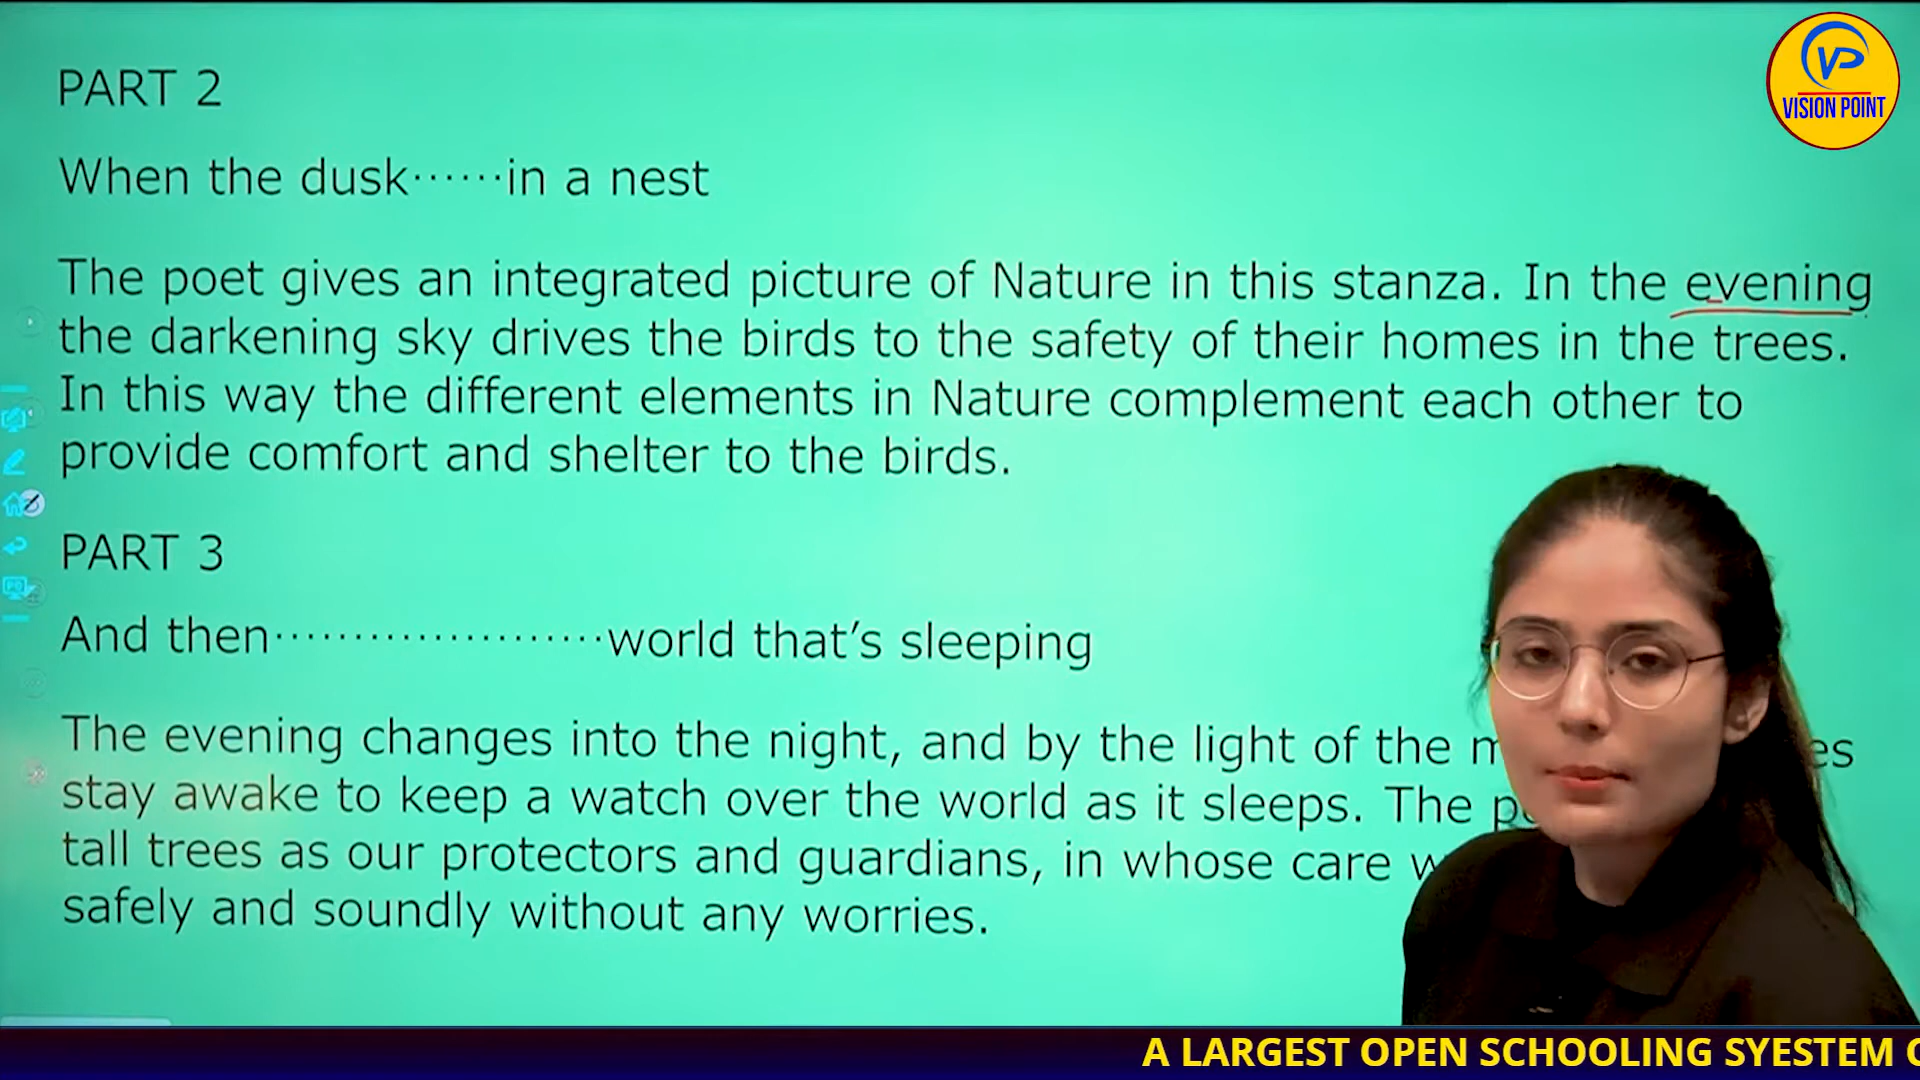 PART 2
When the dusk······in a nest
The poet gives an integrated picture of Nature in this stanza. In the evening
the darkening sky drives the birds to the safety of their homes in the trees.
In this way the different elements in Nature complement each other to
provide comfort and shelter to the birds.
PART 3
And then·····················world that's sleeping
The evening changes into the night, and by the light of the
stay awake to keep a watch over the world as it sleeps. The
tall trees as our protectors and guardians, in whose care
safely and soundly without any worries.
VP
VISION POINT
A LARGEST OPEN SCHOOLING SYESTEM